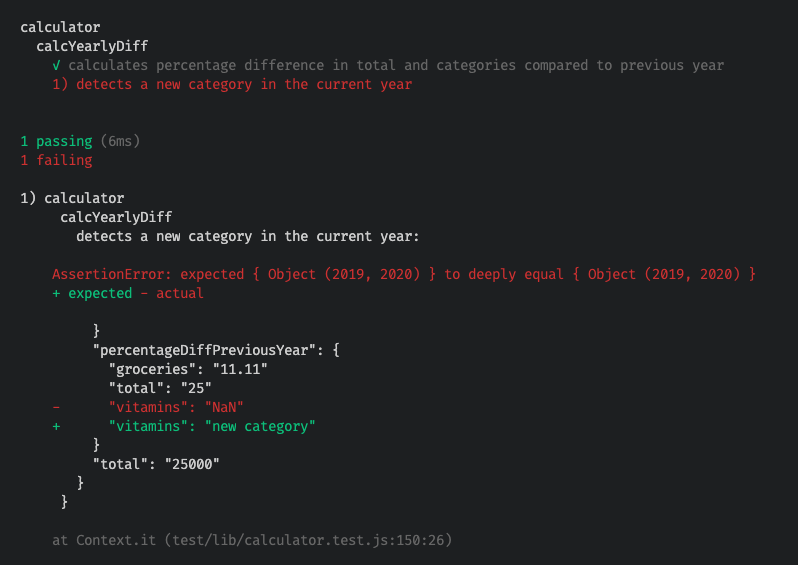 calculator
calcYearlyDiff
√ calculates percentage difference in total and categories compared to previous year
1) detects a new category in the current year
1 passing (6ms)
1 failing
1) calculator
calcYearlyDiff
detects a new category in the current year:
AssertionError: expected { Object (2019, 2020) } to deeply equal { Object (2019, 2020) }
+ expected - actual
}
"percentageDiffPreviousYear": {
"groceries": "11.11"
"total": "25"
- "vitamins": "NaN"
+ "vitamins": "new category"
}
"total": "25000"
}
}
at Context.it (test/lib/calculator.test.js:150:26)